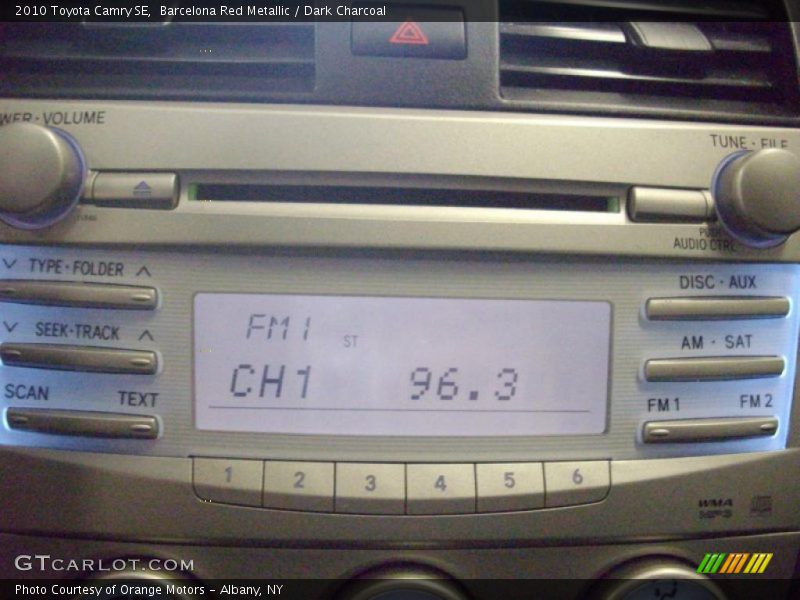 2010 Toyota Camry SE,  Barcelona Red Metallic / Dark Charcoal
WER·VOLUME
TUNE · FILE
AUDIO CTRL
TYPE·FOLDER
DISC · AUX
SEEK·TRACK
AM · SAT
SCAN TEXT
FM1 FM2
FM1 ST
CH1 96.3
1 2 3 4 5 6
WMA
MP3
GTCARLOT.COM
Photo Courtesy of Orange Motors - Albany, NY